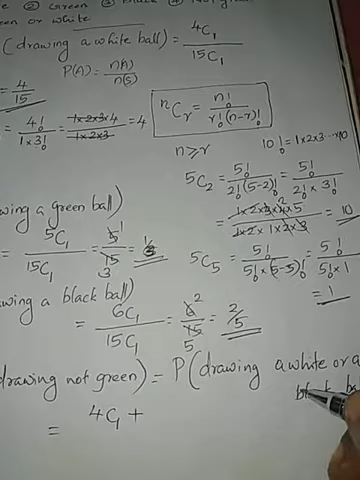 ② Green ③ Black ④ Not green
or white
(drawing a white ball) = 4C₁ / 15C₁
P(A) = n(A) / n(S)
= 4/15
= 4! / 1×3! = 1×2×3×4 / 1×2×3 = 4
nCr = n! / r!(n-r)!
n ≥ r
10! = 1×2×3...×10
5C₂ = 5! / 2!(5-2)! = 5! / 2! × 3!
= 1×2×3×4×5 / 1×2×1×2×3 = 10
wing a green ball)
= 5C₁ / 15C₁ = 5 / 15 = 1/3
5C₅ = 5! / 5!×(5-5)! = 5! / 5!×1
= 1
awing a black ball)
= 6C₁ / 15C₁ = 6 / 15 = 2/5
drawing not green) = P(drawing a white or a
= 4C₁ +